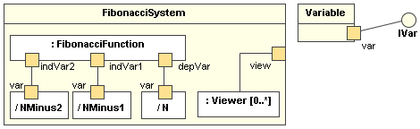 FibonacciSystem
: FibonacciFunction
indVar2 indVar1 depVar
var var var
/ NMinus2 / NMinus1 / N
view
: Viewer [0..*]
Variable
var IVar